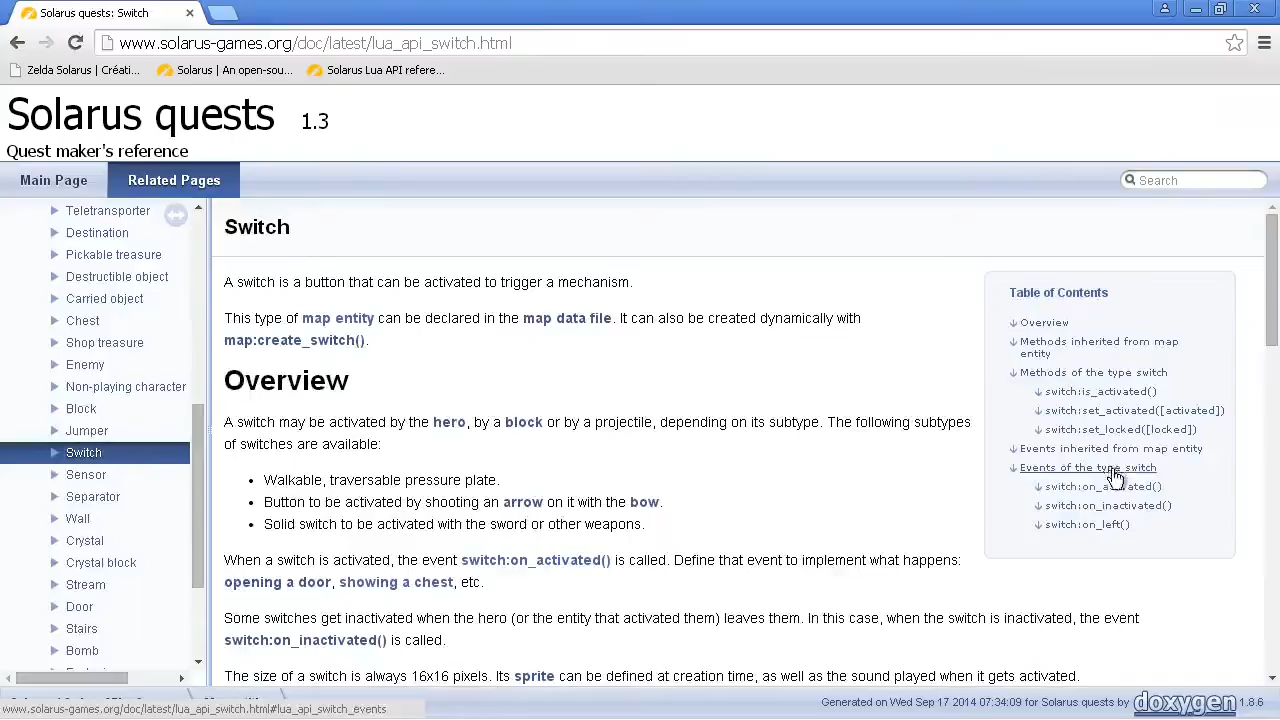 Solarus quests: Switch
www.solarus-games.org/doc/latest/lua_api_switch.html
Zelda Solarus | Créati...
Solarus | An open-sou...
Solarus Lua API refere...
Solarus quests 1.3
Quest maker's reference
Main Page
Related Pages
Search
Teletransporter
Destination
Pickable treasure
Destructible object
Carried object
Chest
Shop treasure
Enemy
Non-playing character
Block
Jumper
Switch
Sensor
Separator
Wall
Crystal
Crystal block
Stream
Door
Stairs
Bomb
Switch
A switch is a button that can be activated to trigger a mechanism.
This type of map entity can be declared in the map data file. It can also be created dynamically with
map:create_switch().
Overview
A switch may be activated by the hero, by a block or by a projectile, depending on its subtype. The following subtypes
of switches are available:
• Walkable, traversable pressure plate.
• Button to be activated by shooting an arrow on it with the bow.
• Solid switch to be activated with the sword or other weapons.
When a switch is activated, the event switch:on_activated() is called. Define that event to implement what happens:
opening a door, showing a chest, etc.
Some switches get inactivated when the hero (or the entity that activated them) leaves them. In this case, when the switch is inactivated, the event
switch:on_inactivated() is called.
The size of a switch is always 16x16 pixels. Its sprite can be defined at creation time, as well as the sound played when it gets activated.
Table of Contents
↓ Overview
↓ Methods inherited from map
entity
↓ Methods of the type switch
↓ switch:is_activated()
↓ switch:set_activated([activated])
↓ switch:set_locked([locked])
↓ Events inherited from map entity
↓ Events of the type switch
↓ switch:on_activated()
↓ switch:on_inactivated()
↓ switch:on_left()
www.solarus-games.org/doc/latest/lua_api_switch.html#lua_api_switch_events
Generated on Wed Sep 17 2014 07:34:09 for Solarus quests by doxygen 1.8.6